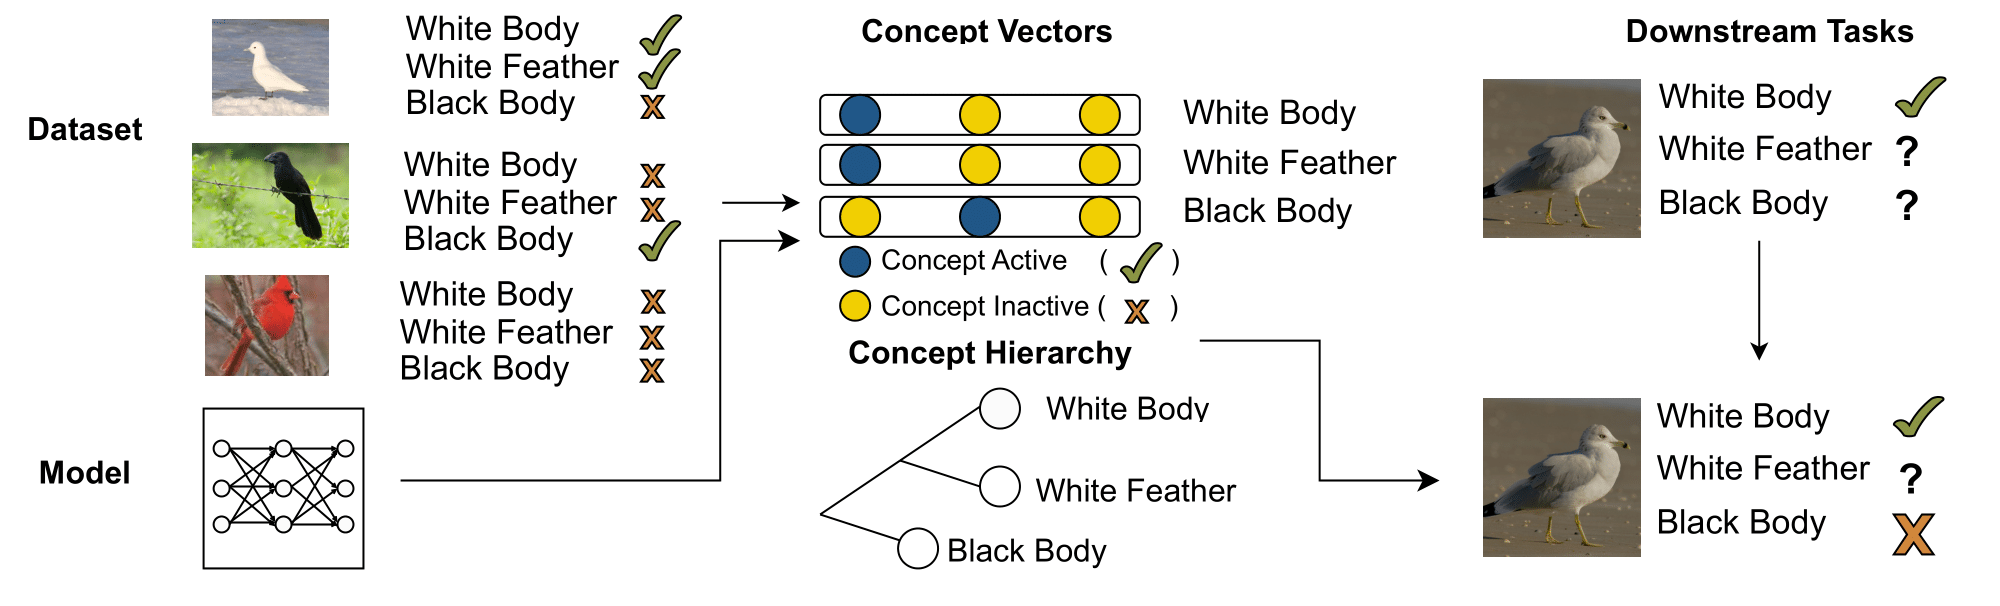 Dataset
White Body
White Feather
Black Body X
White Body X
White Feather X
Black Body
White Body X
White Feather X
Black Body X
Model
Concept Vectors
White Body
White Feather
Black Body
Concept Active ( )
Concept Inactive ( X )
Concept Hierarchy
White Body
White Feather
Black Body
Downstream Tasks
White Body
White Feather ?
Black Body ?
White Body
White Feather ?
Black Body X